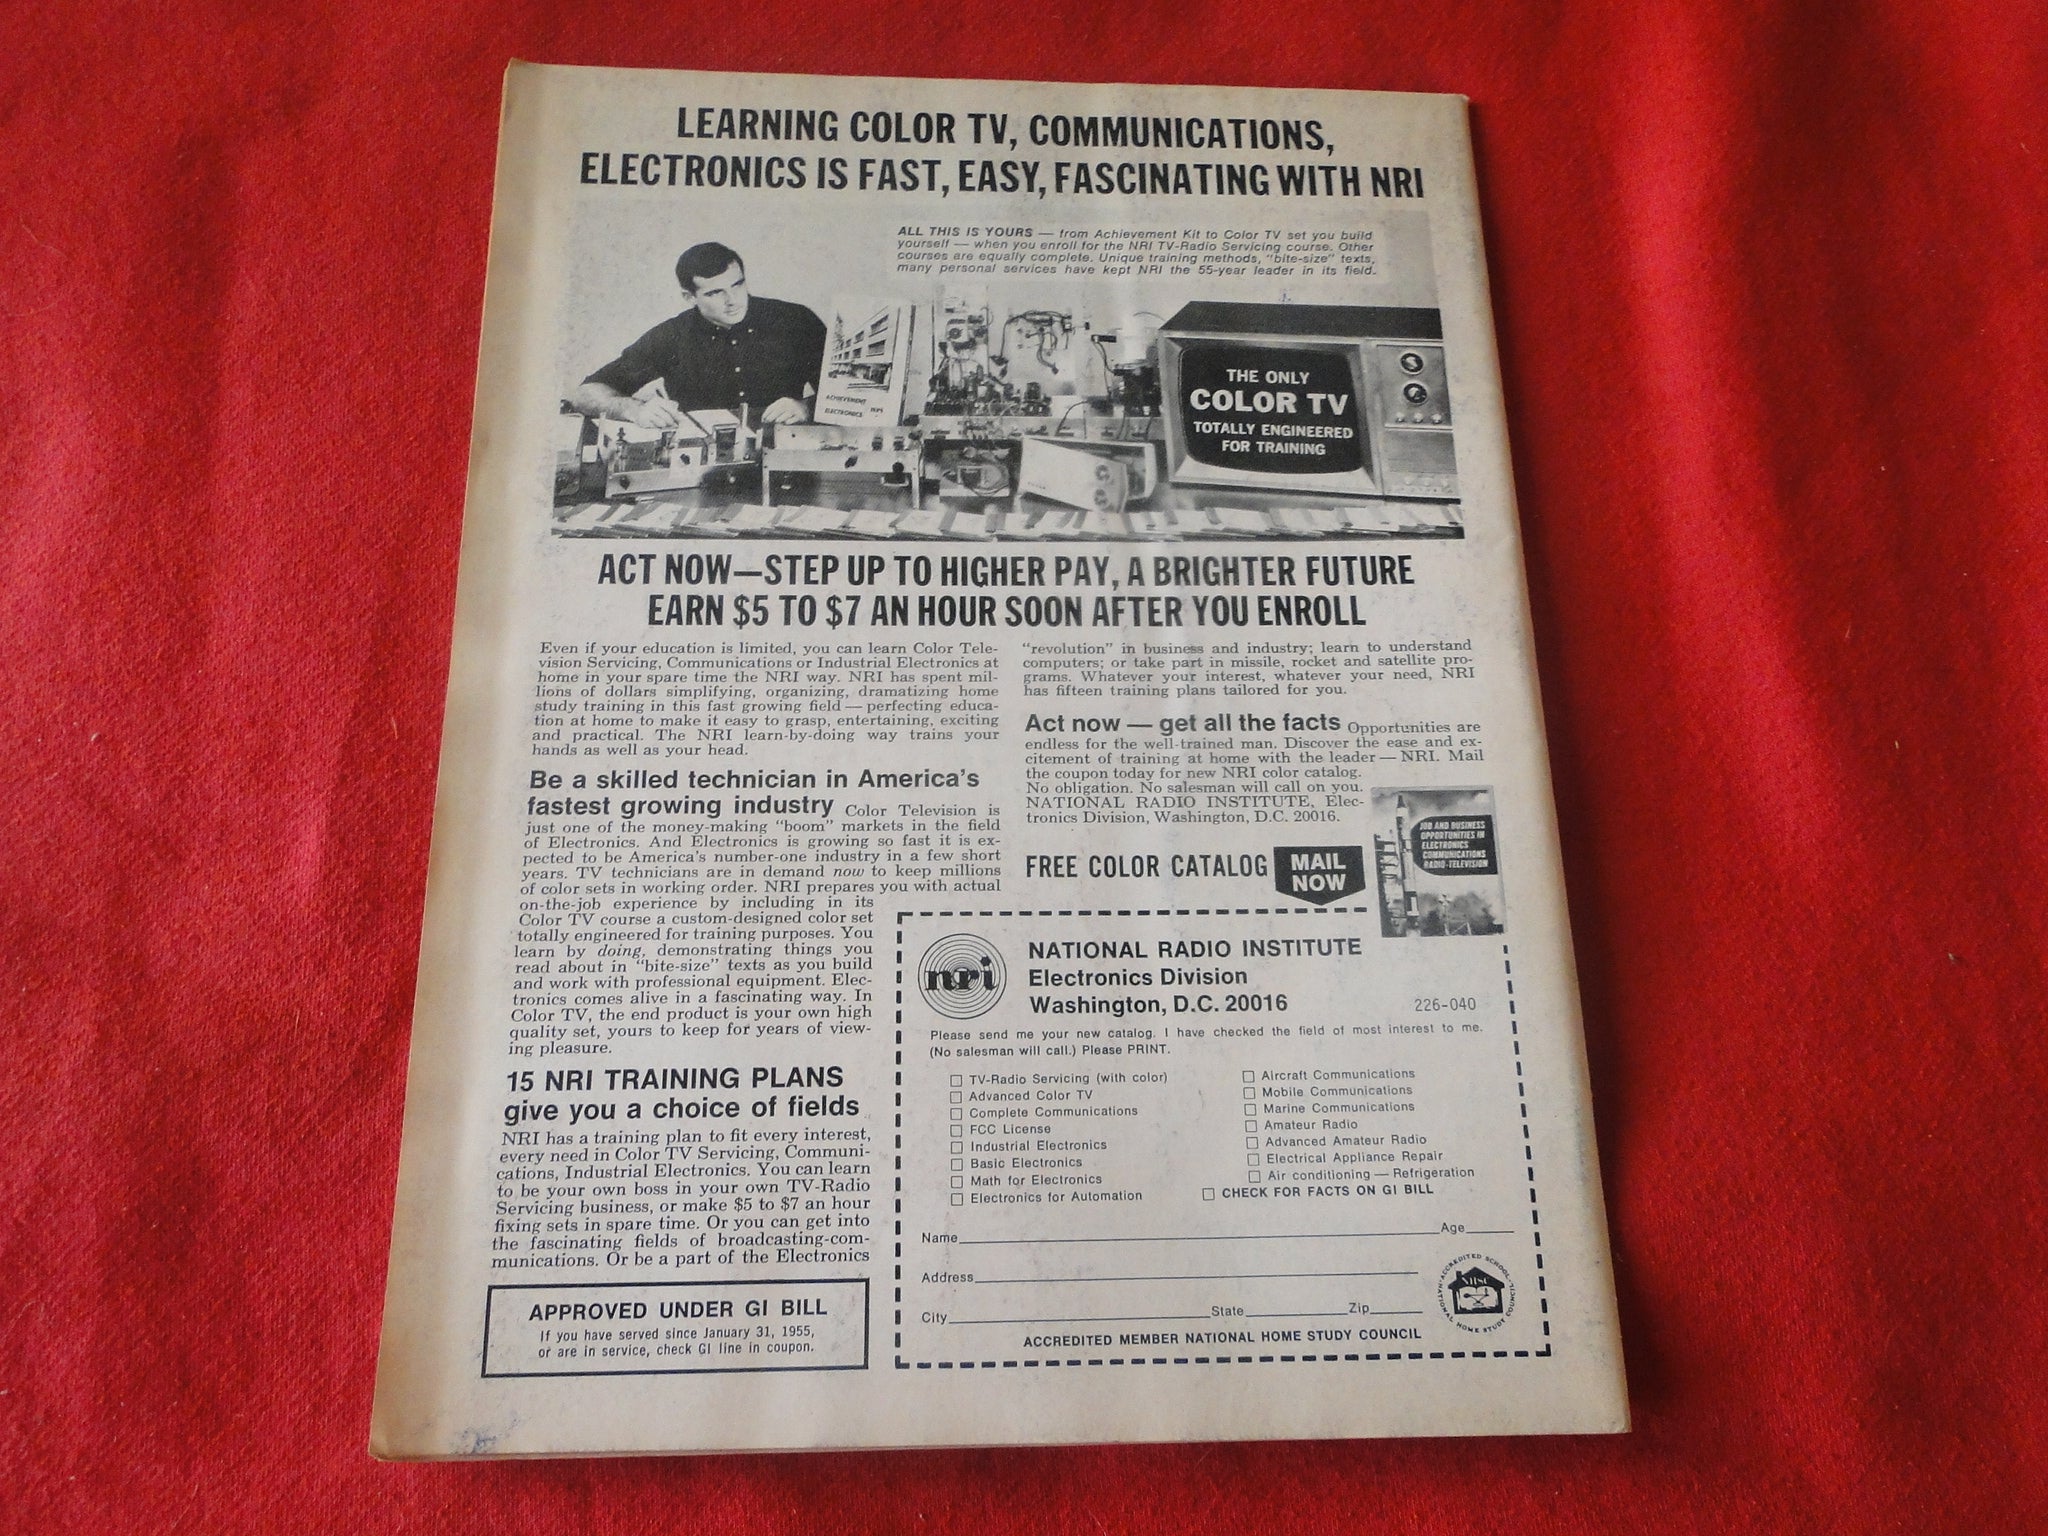 LEARNING COLOR TV, COMMUNICATIONS,
ELECTRONICS IS FAST, EASY, FASCINATING WITH NRI
ALL THIS IS YOURS — from Achievement Kit to Color TV set you build
yourself — when you enroll for the NRI TV-Radio Servicing course. Other
courses are equally complete. Unique training methods, "bite-size" texts,
many personal services have kept NRI the 55-year leader in its field.
ACHIEVEMENT
ELECTRONICS
THE ONLY
COLOR TV
TOTALLY ENGINEERED
FOR TRAINING
ACT NOW—STEP UP TO HIGHER PAY, A BRIGHTER FUTURE
EARN $5 TO $7 AN HOUR SOON AFTER YOU ENROLL
Even if your education is limited, you can learn Color Tele-
vision Servicing, Communications or Industrial Electronics at
home in your spare time the NRI way. NRI has spent mil-
lions of dollars simplifying, organizing, dramatizing home
study training in this fast growing field — perfecting educa-
tion at home to make it easy to grasp, entertaining, exciting
and practical. The NRI learn-by-doing way trains your
hands as well as your head.
Be a skilled technician in America's
fastest growing industry Color Television is
just one of the money-making "boom" markets in the field
of Electronics. And Electronics is growing so fast it is ex-
pected to be America's number-one industry in a few short
years. TV technicians are in demand now to keep millions
of color sets in working order. NRI prepares you with actual
on-the-job experience by including in its
Color TV course a custom-designed color set
totally engineered for training purposes. You
learn by doing, demonstrating things you
read about in "bite-size" texts as you build
and work with professional equipment. Elec-
tronics comes alive in a fascinating way. In
Color TV, the end product is your own high
quality set, yours to keep for years of view-
ing pleasure.
15 NRI TRAINING PLANS
give you a choice of fields
NRI has a training plan to fit every interest,
every need in Color TV Servicing, Communi-
cations, Industrial Electronics. You can learn
to be your own boss in your own TV-Radio
Servicing business, or make $5 to $7 an hour
fixing sets in spare time. Or you can get into
the fascinating fields of broadcasting-com-
munications. Or be a part of the Electronics
APPROVED UNDER GI BILL
If you have served since January 31, 1955,
or are in service, check GI line in coupon.
"revolution" in business and industry; learn to understand
computers; or take part in missile, rocket and satellite pro-
grams. Whatever your interest, whatever your need, NRI
has fifteen training plans tailored for you.
Act now — get all the facts Opportunities are
endless for the well-trained man. Discover the ease and ex-
citement of training at home with the leader — NRI. Mail
the coupon today for new NRI color catalog.
No obligation. No salesman will call on you.
NATIONAL RADIO INSTITUTE, Elec-
tronics Division, Washington, D.C. 20016.
FREE COLOR CATALOG
MAIL
NOW
JOB AND BUSINESS
OPPORTUNITIES IN
ELECTRONICS
COMMUNICATIONS
RADIO-TELEVISION
nri
NATIONAL RADIO INSTITUTE
Electronics Division
Washington, D.C. 20016 226-040
Please send me your new catalog. I have checked the field of most interest to me.
(No salesman will call.) Please PRINT.
TV-Radio Servicing (with color)
Advanced Color TV
Complete Communications
FCC License
Industrial Electronics
Basic Electronics
Math for Electronics
Electronics for Automation
Aircraft Communications
Mobile Communications
Marine Communications
Amateur Radio
Advanced Amateur Radio
Electrical Appliance Repair
Air conditioning — Refrigeration
CHECK FOR FACTS ON GI BILL
Name Age
Address
City State Zip
ACCREDITED MEMBER NATIONAL HOME STUDY COUNCIL
ACCREDITED SCHOOL
NATIONAL HOME STUDY COUNCIL
NHSC